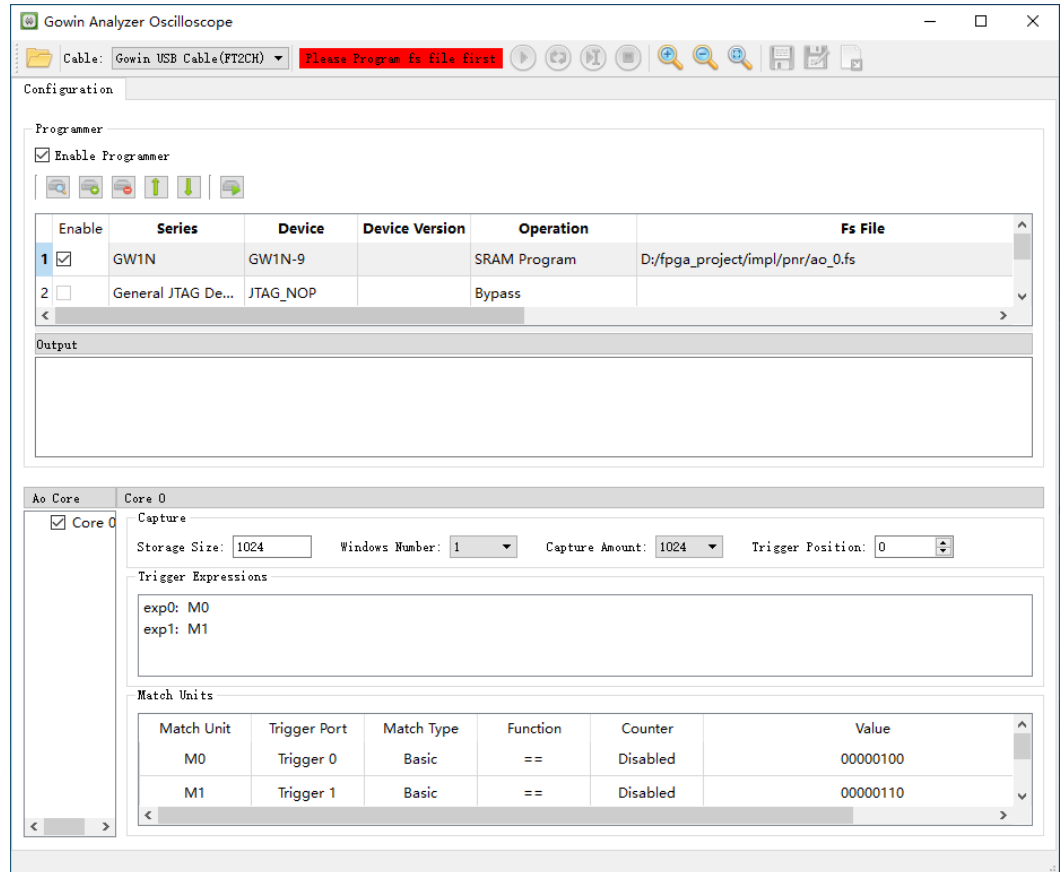 Gowin Analyzer Oscilloscope
Cable: Gowin USB Cable(FT2CH) Please Program fs file first
Configuration
Programmer
Enable Programmer
Enable Series Device Device Version Operation Fs File
1 GW1N GW1N-9 SRAM Program D:/fpga_project/impl/pnr/ao_0.fs
2 General JTAG De... JTAG_NOP Bypass
Output
Ao Core Core 0
Core 0
Capture
Storage Size: 1024 Windows Number: 1 Capture Amount: 1024 Trigger Position: 0
Trigger Expressions
exp0: M0
exp1: M1
Match Units
Match Unit Trigger Port Match Type Function Counter Value
M0 Trigger 0 Basic == Disabled 00000100
M1 Trigger 1 Basic == Disabled 00000110